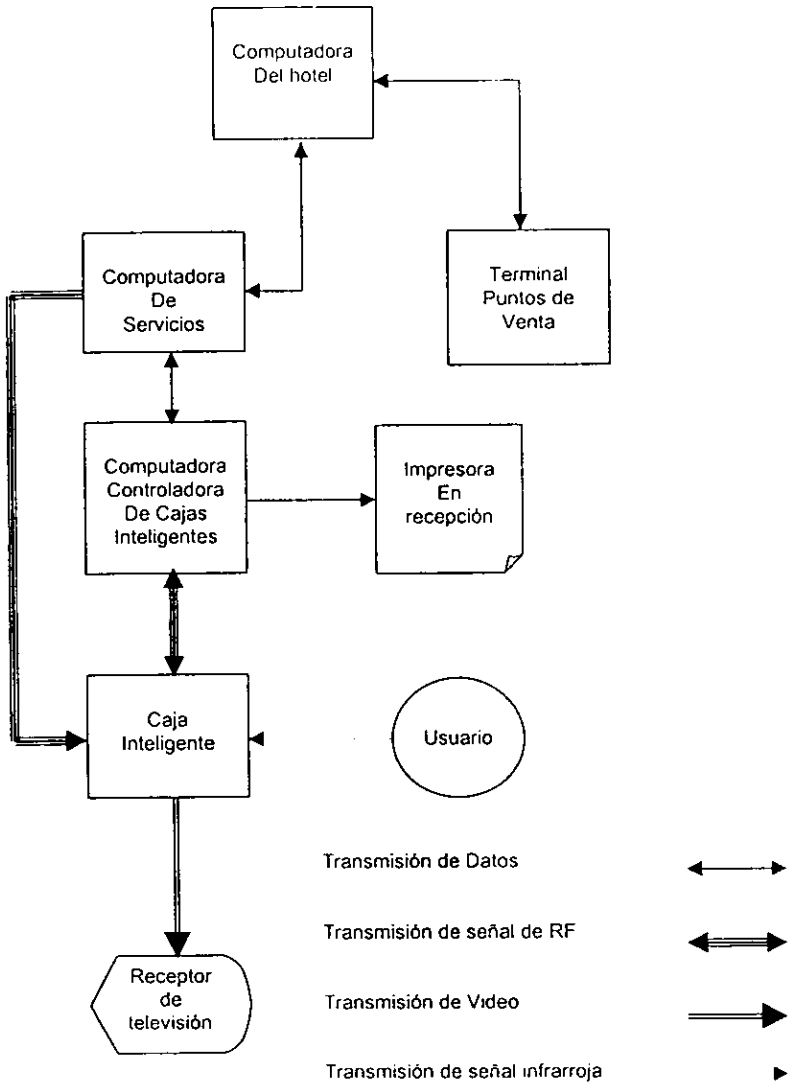 Computadora
Del hotel
Computadora
De
Servicios
Terminal
Puntos de
Venta
Computadora
Controladora
De Cajas
Inteligentes
Impresora
En
recepción
Caja
Inteligente
Usuario
Receptor
de
televisión
Transmisión de Datos
Transmisión de señal de RF
Transmisión de Video
Transmisión de señal infrarroja